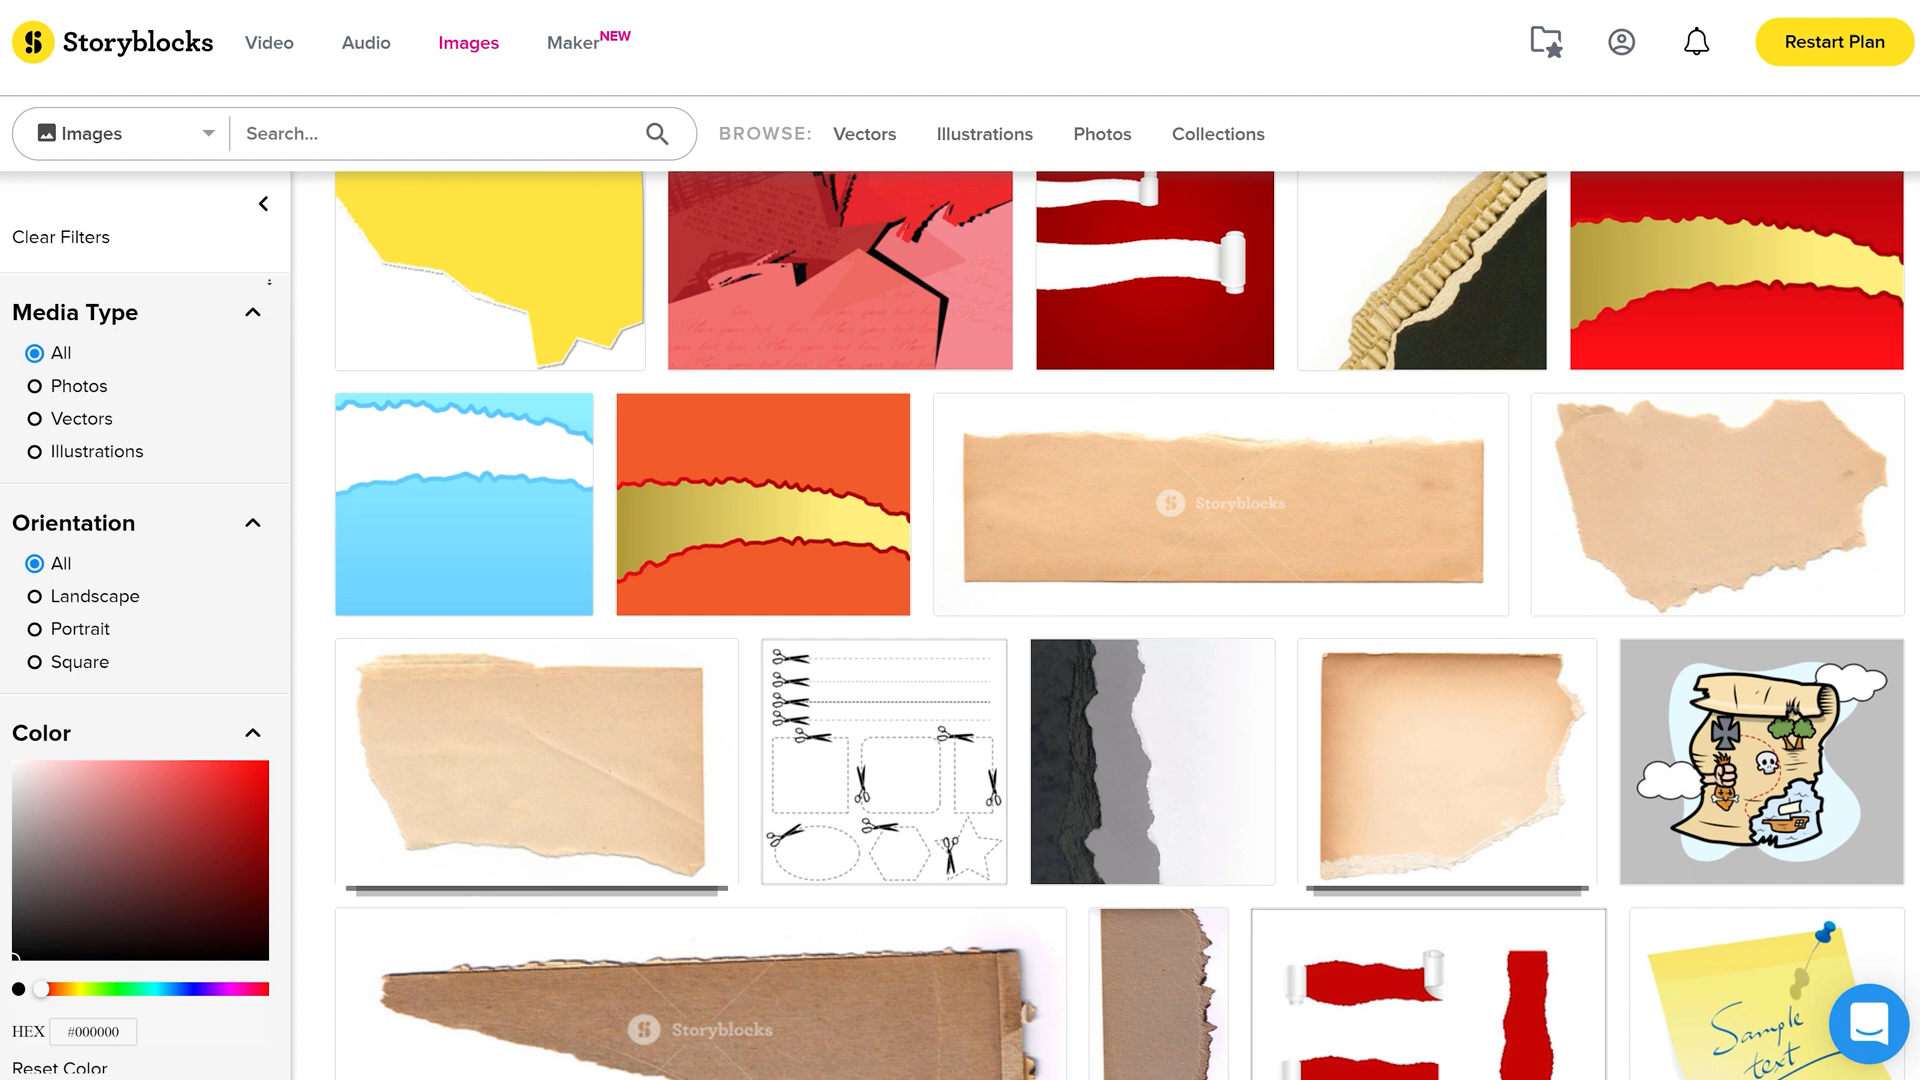 Storyblocks
Video
Audio
Images
Maker NEW
Restart Plan
Images
Search...
BROWSE:
Vectors
Illustrations
Photos
Collections
Clear Filters
Media Type
All
Photos
Vectors
Illustrations
Orientation
All
Landscape
Portrait
Square
Color
HEX #000000
Reset Color
Storyblocks
Storyblocks
Sample
text